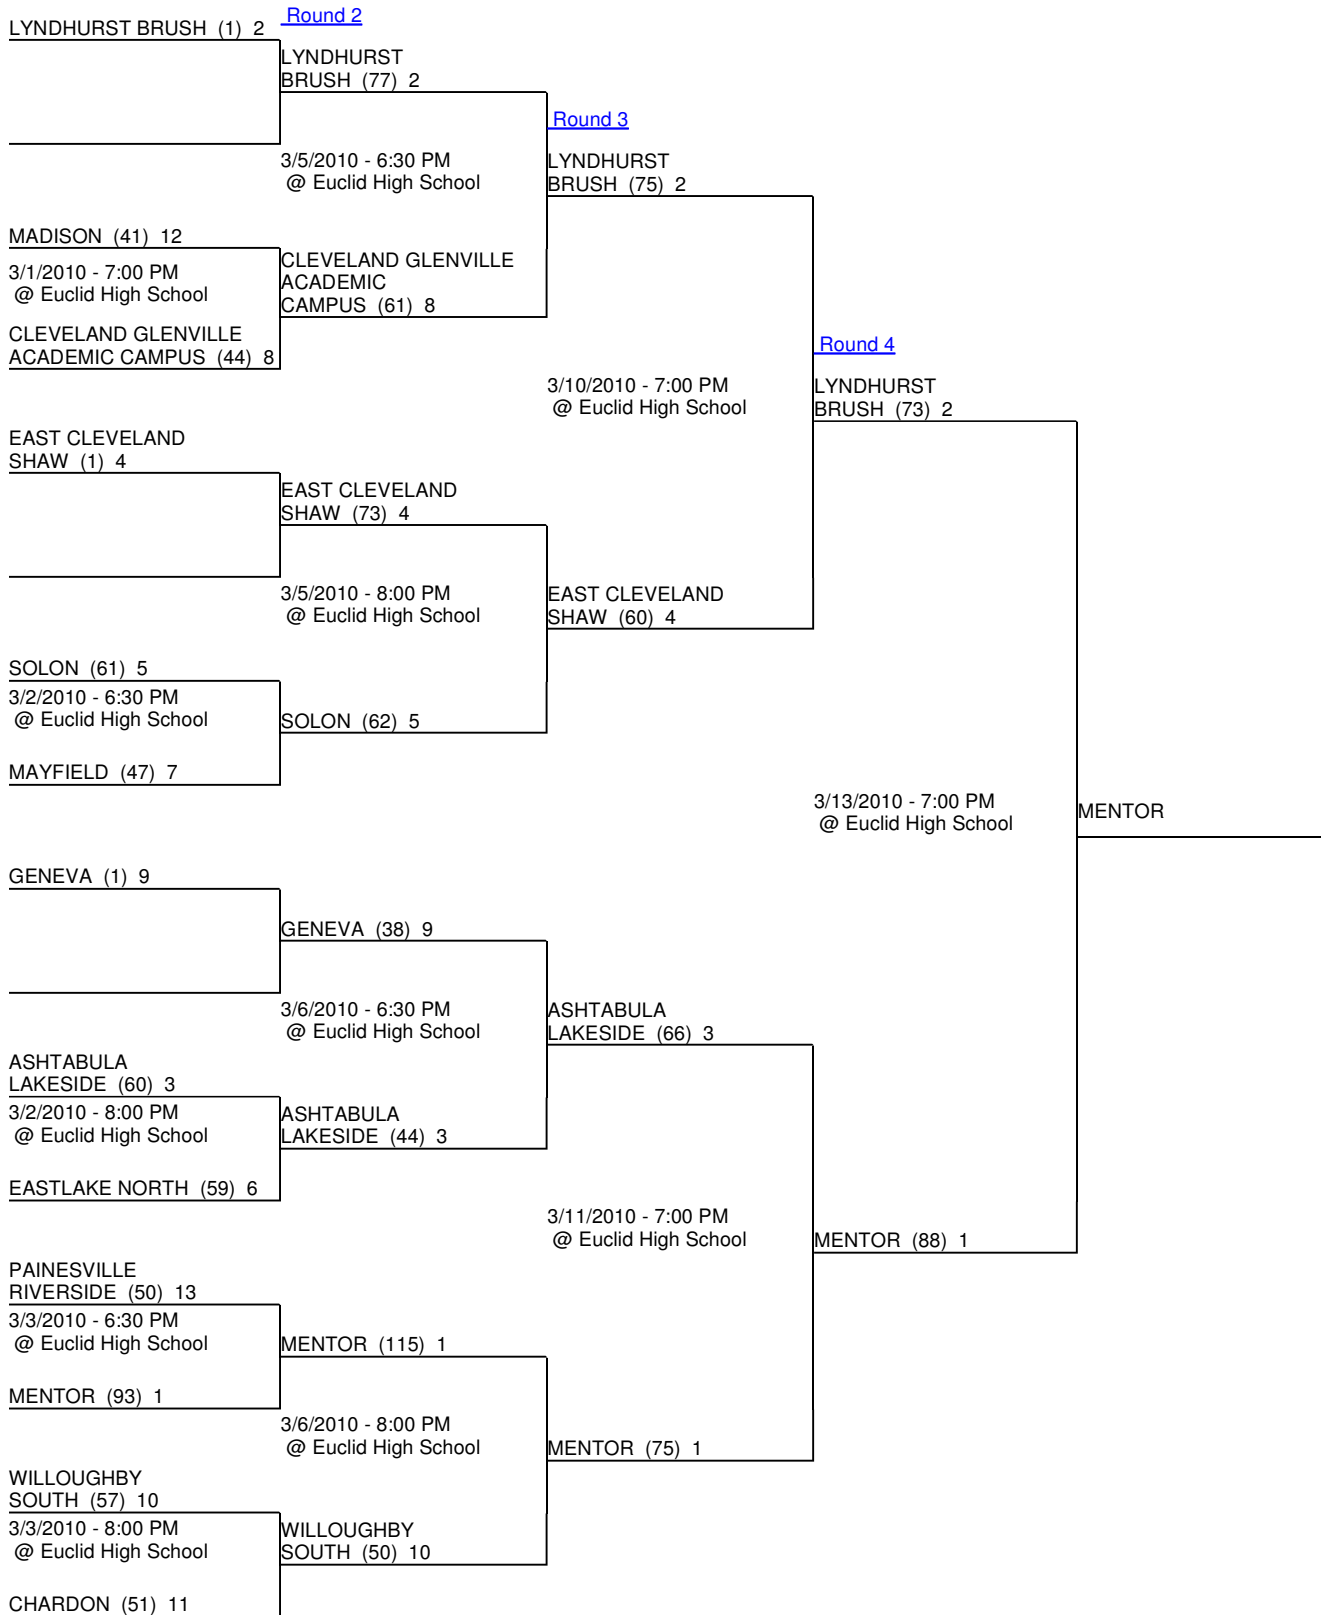 Round 2
LYNDHURST BRUSH (1) 2
LYNDHURST
BRUSH (77) 2
Round 3
3/5/2010 - 6:30 PM
@ Euclid High School
LYNDHURST
BRUSH (75) 2
MADISON (41) 12
3/1/2010 - 7:00 PM
@ Euclid High School
CLEVELAND GLENVILLE
ACADEMIC
CAMPUS (61) 8
CLEVELAND GLENVILLE
ACADEMIC CAMPUS (44) 8
Round 4
3/10/2010 - 7:00 PM
@ Euclid High School
LYNDHURST
BRUSH (73) 2
EAST CLEVELAND
SHAW (1) 4
EAST CLEVELAND
SHAW (73) 4
3/5/2010 - 8:00 PM
@ Euclid High School
EAST CLEVELAND
SHAW (60) 4
SOLON (61) 5
3/2/2010 - 6:30 PM
@ Euclid High School
SOLON (62) 5
MAYFIELD (47) 7
3/13/2010 - 7:00 PM
@ Euclid High School
MENTOR
GENEVA (1) 9
GENEVA (38) 9
3/6/2010 - 6:30 PM
@ Euclid High School
ASHTABULA
LAKESIDE (66) 3
ASHTABULA
LAKESIDE (60) 3
3/2/2010 - 8:00 PM
@ Euclid High School
ASHTABULA
LAKESIDE (44) 3
EASTLAKE NORTH (59) 6
3/11/2010 - 7:00 PM
@ Euclid High School
MENTOR (88) 1
PAINESVILLE
RIVERSIDE (50) 13
3/3/2010 - 6:30 PM
@ Euclid High School
MENTOR (115) 1
MENTOR (93) 1
3/6/2010 - 8:00 PM
@ Euclid High School
MENTOR (75) 1
WILLOUGHBY
SOUTH (57) 10
3/3/2010 - 8:00 PM
@ Euclid High School
WILLOUGHBY
SOUTH (50) 10
CHARDON (51) 11